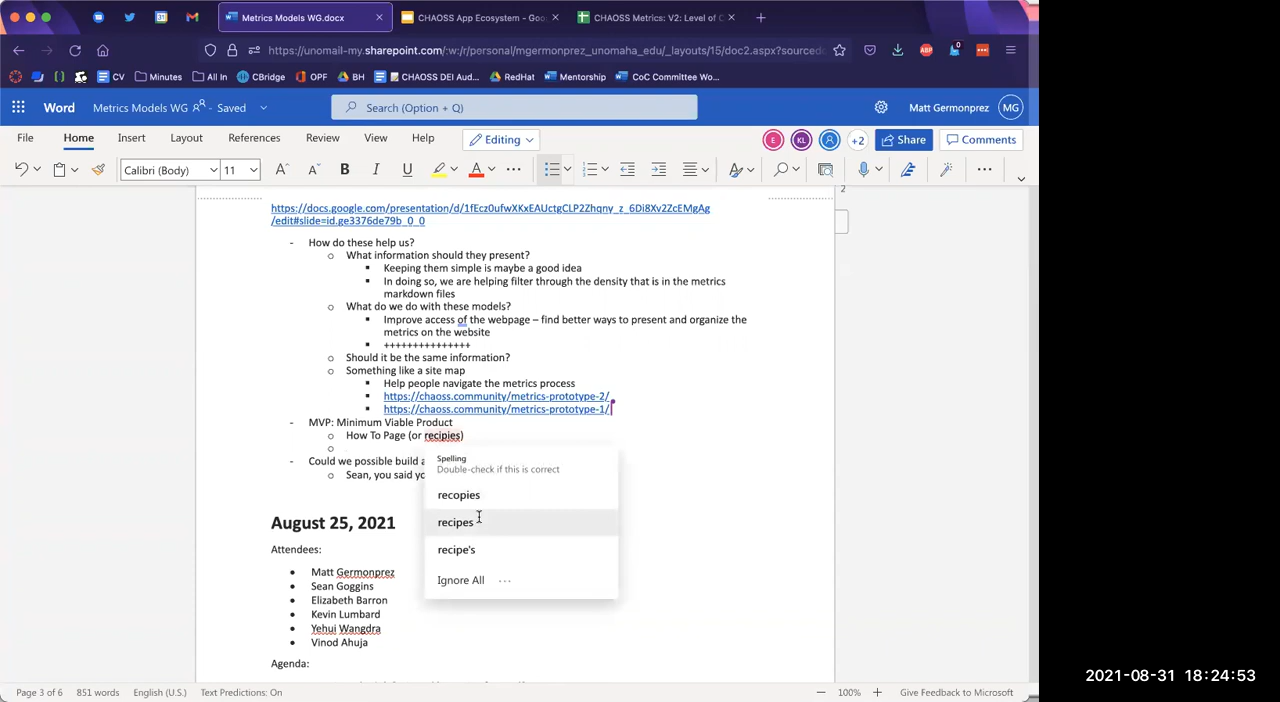 Metrics Models WG.docx
CHAOSS App Ecosystem - Goo
CHAOSS Metrics: V2: Level of C
https://unomail-my.sharepoint.com/:w:/r/personal/mgermonprez_unomaha_edu/_layouts/15/doc2.aspx?sourced
CV
Minutes
All In
CBridge
OPF
BH
CHAOSS DEI Aud...
RedHat
Mentorship
CoC Committee Wo...
Word
Metrics Models WG
- Saved
Search (Option + Q)
Matt Germonprez
MG
File
Home
Insert
Layout
References
Review
View
Help
Editing
E
KL
+2
Share
Comments
Calibri (Body)
11
2
https://docs.google.com/presentation/d/1fEcz0ufwXKxEAUctgCLP2Zhqny_z_6Di8Xv2ZcEMgAg
/edit#slide=id.ge3376de79b_0_0
- How do these help us?
o What information should they present?
▪ Keeping them simple is maybe a good idea
▪ In doing so, we are helping filter through the density that is in the metrics
markdown files
o What do we do with these models?
▪ Improve access of the webpage – find better ways to present and organize the
metrics on the website
▪ +++++++++++++++
o Should it be the same information?
o Something like a site map
▪ Help people navigate the metrics process
▪ https://chaoss.community/metrics-prototype-2/
▪ https://chaoss.community/metrics-prototype-1/
- MVP: Minimum Viable Product
o How To Page (or recipies)
o
- Could we possible build a
o Sean, you said yo
Spelling
Double-check if this is correct
recopies
recipes
recipe's
Ignore All ...
August 25, 2021
Attendees:
• Matt Germonprez
• Sean Goggins
• Elizabeth Barron
• Kevin Lumbard
• Yehui Wangdra
• Vinod Ahuja
Agenda:
Page 3 of 6
851 words
English (U.S.)
Text Predictions: On
100%
Give Feedback to Microsoft
2021-08-31 18:24:53